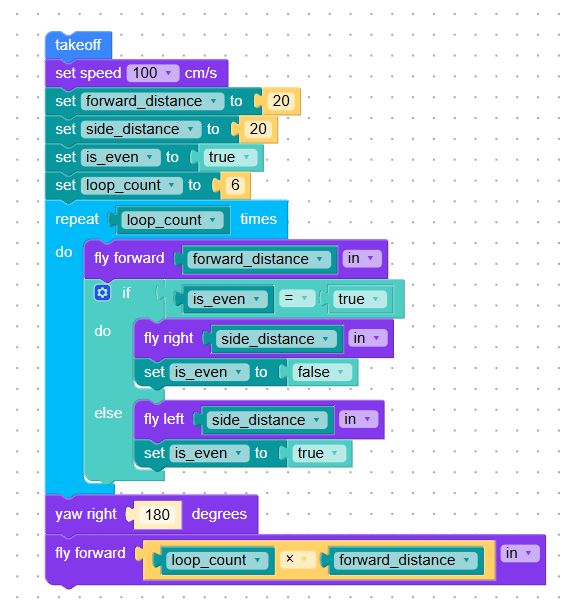 takeoff
set speed 100 cm/s
set forward_distance to 20
set side_distance to 20
set is_even to true
set loop_count to 6
repeat loop_count times
do fly forward forward_distance in
if is_even = true
do fly right side_distance in
set is_even to false
else fly left side_distance in
set is_even to true
yaw right 180 degrees
fly forward loop_count × forward_distance in